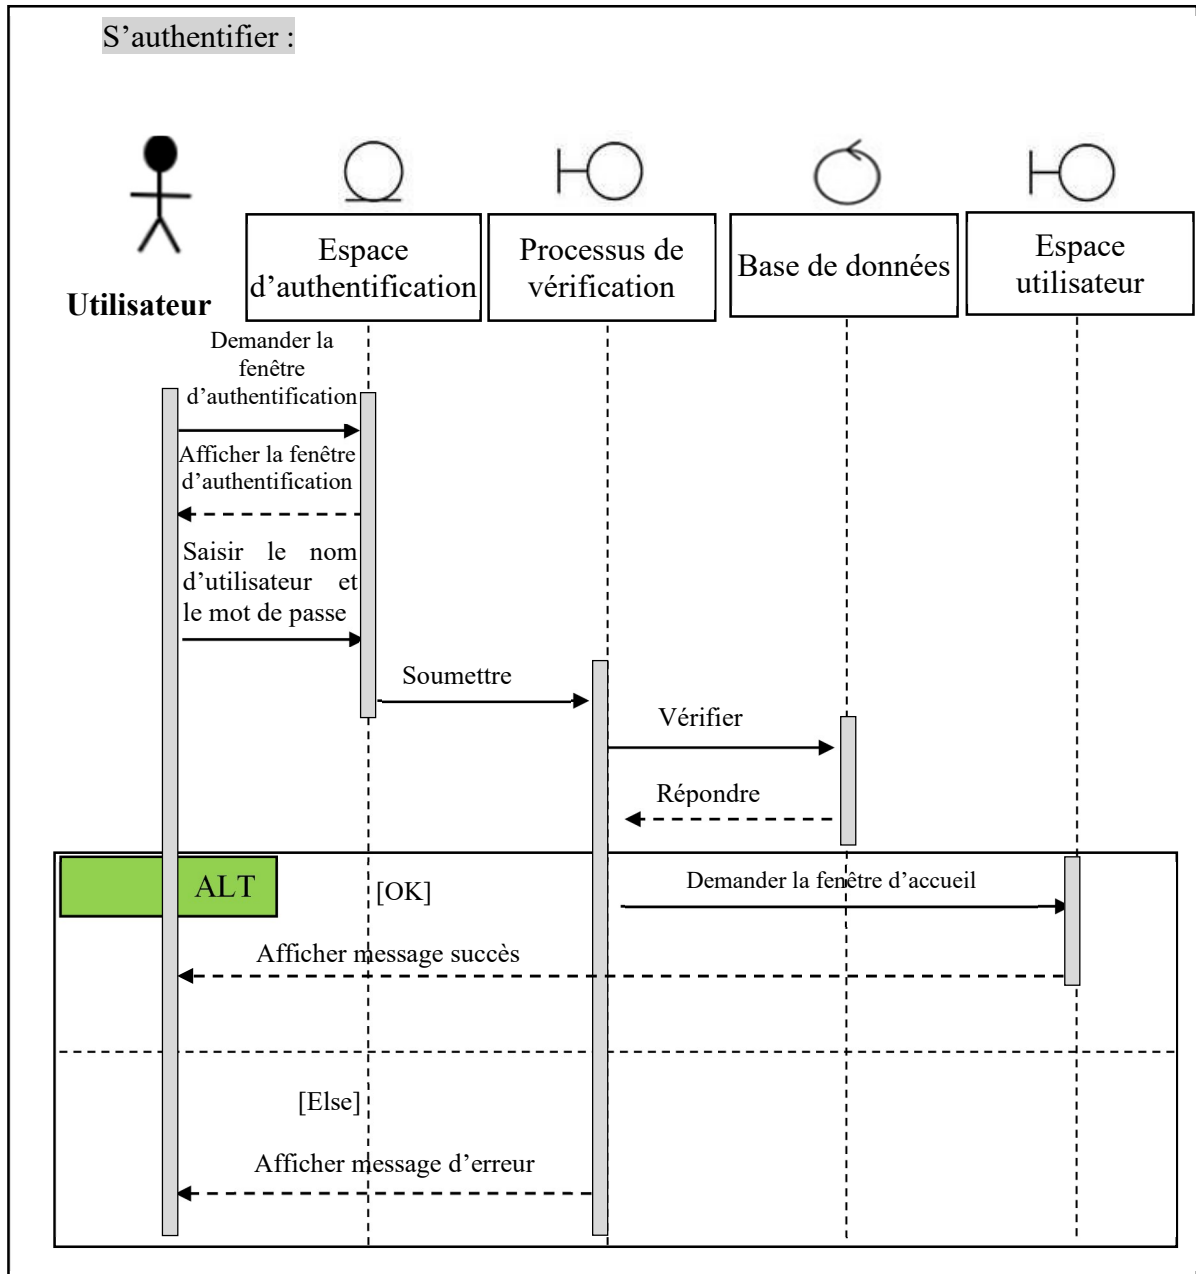 S’authentifier :
Utilisateur
Espace
d’authentification
Processus de
vérification
Base de données
Espace
utilisateur
Demander la
fenêtre
d’authentification
Afficher la fenêtre
d’authentification
Saisir le nom
d’utilisateur et
le mot de passe
Soumettre
Vérifier
Répondre
ALT
[OK]
Demander la fenêtre d’accueil
Afficher message succès
[Else]
Afficher message d’erreur